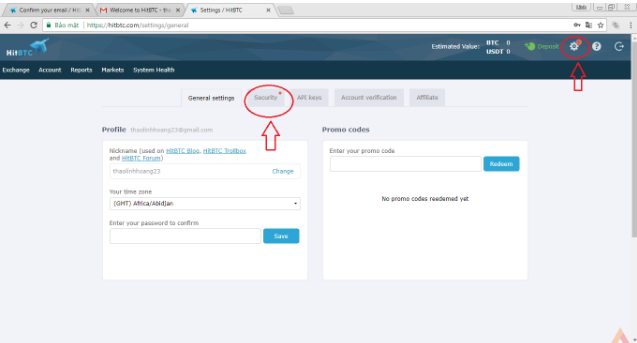 Confirm your email / Hit
Welcome to HitBTC - tha
Settings / HitBTC
Bảo mật
https://hitbtc.com/settings/general
HitBTC
Estimated Value:
BTC 0
USDT 0
Deposit
Exchange Account Reports Markets System Health
General settings Security API keys Account verification Affiliate
Profile thaolinhhoang23@gmail.com
Promo codes
Nickname (used on HitBTC Blog, HitBTC Trollbox
and HitBTC Forum)
thaolinhhoang23 Change
Enter your promo code
Redeem
Your time zone
(GMT) Africa/Abidjan
No promo codes reedemed yet
Enter your password to confirm
Save